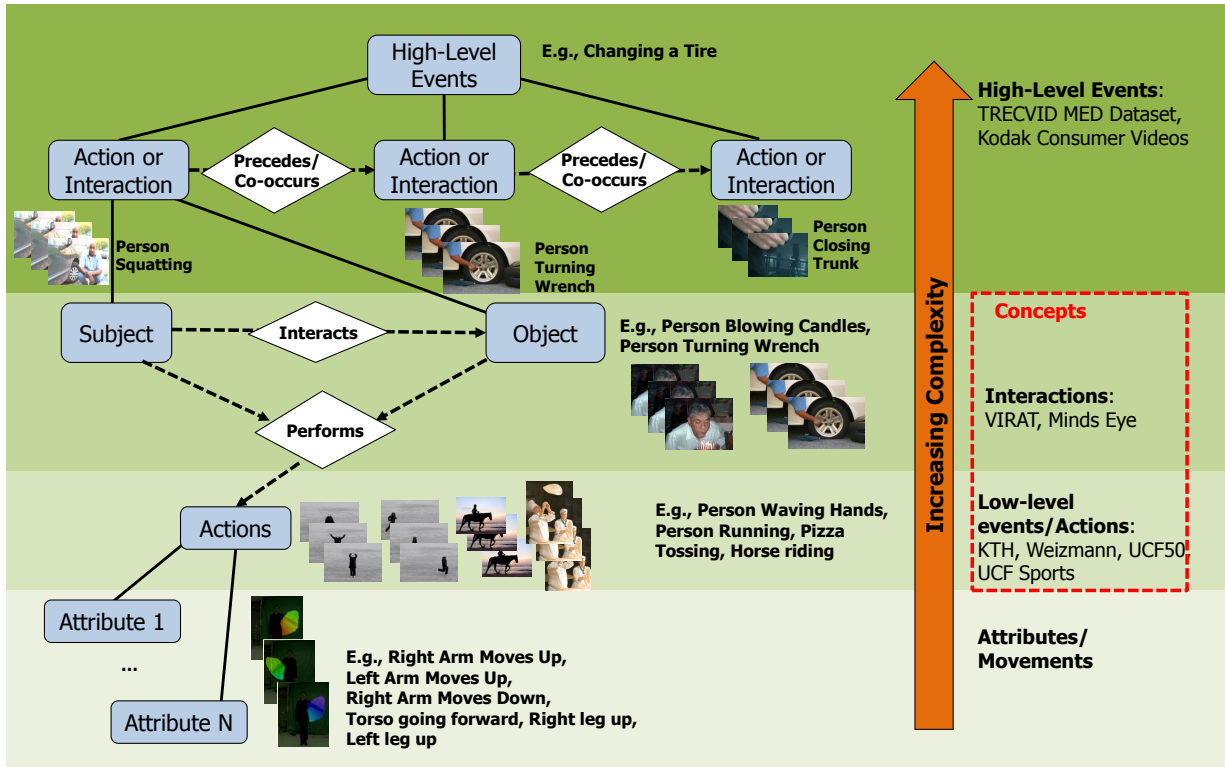 High-Level
Events
E.g., Changing a Tire
High-Level Events:
TRECVID MED Dataset,
Kodak Consumer Videos
Action or
Interaction
Precedes/
Co-occurs
Action or
Interaction
Precedes/
Co-occurs
Action or
Interaction
Person
Squatting
Person
Turning
Wrench
Person
Closing
Trunk
Increasing Complexity
Concepts
Subject
Interacts
Object
E.g., Person Blowing Candles,
Person Turning Wrench
Interactions:
VIRAT, Minds Eye
Performs
Actions
E.g., Person Waving Hands,
Person Running, Pizza
Tossing, Horse riding
Low-level
events/Actions:
KTH, Weizmann, UCF50,
UCF Sports
Attribute 1
...
Attribute N
E.g., Right Arm Moves Up,
Left Arm Moves Up,
Right Arm Moves Down,
Torso going forward, Right leg up,
Left leg up
Attributes/
Movements